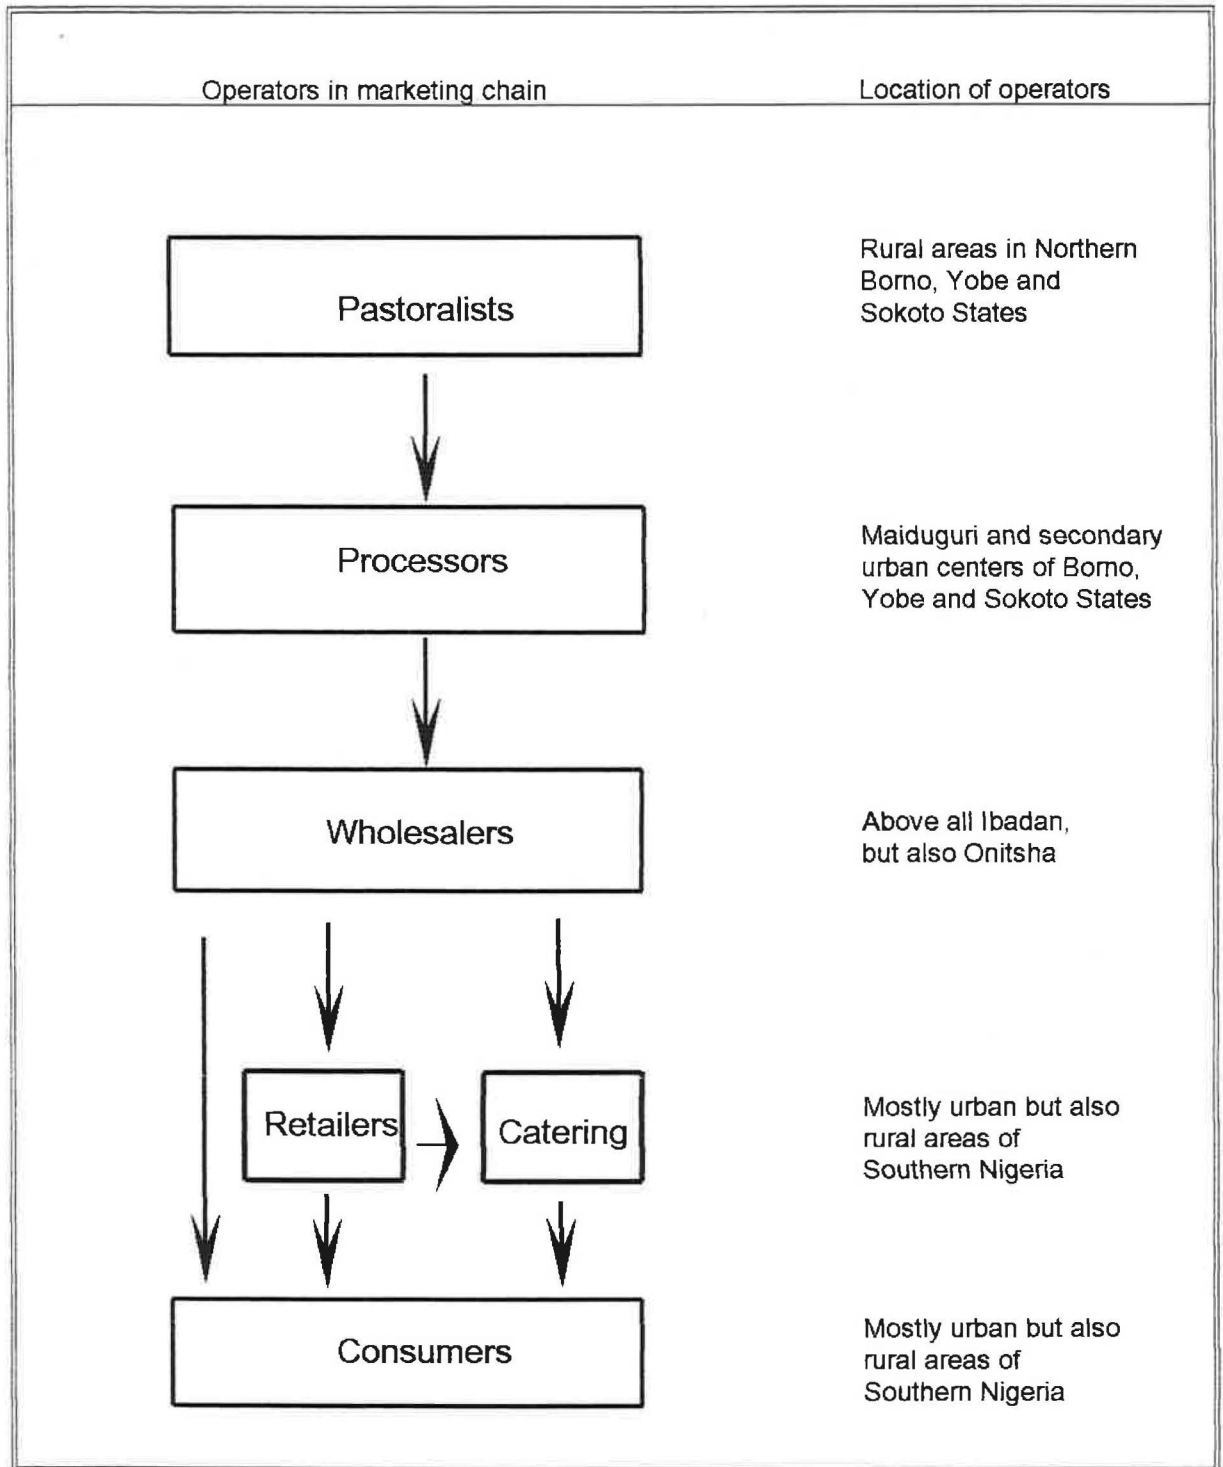 Operators in marketing chain
Location of operators
Pastoralists
Rural areas in Northern
Borno, Yobe and
Sokoto States
Processors
Maiduguri and secondary
urban centers of Borno,
Yobe and Sokoto States
Wholesalers
Above all Ibadan,
but also Onitsha
Retailers
Catering
Mostly urban but also
rural areas of
Southern Nigeria
Consumers
Mostly urban but also
rural areas of
Southern Nigeria